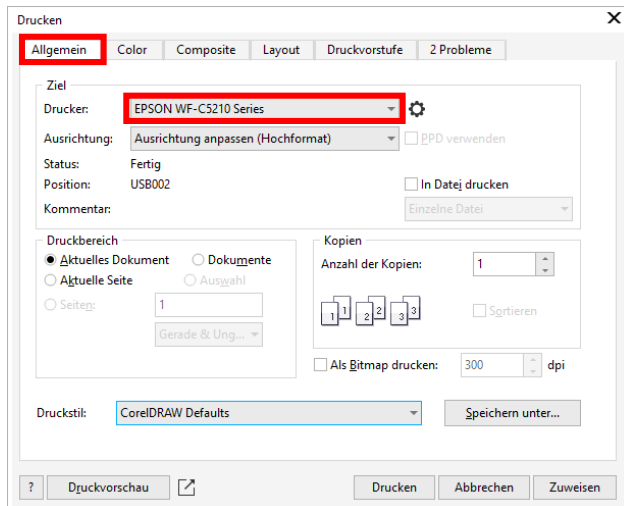 Drucken
Allgemein Color Composite Layout Druckvorstufe 2 Probleme
Ziel
Drucker: EPSON WF-C5210 Series
Ausrichtung: Ausrichtung anpassen (Hochformat) PPD verwenden
Status: Fertig
Position: USB002 In Datei drucken
Kommentar: Einzelne Datei
Druckbereich
Aktuelles Dokument Dokumente
Aktuelle Seite Auswahl
Seiten: 1
Gerade & Ung...
Kopien
Anzahl der Kopien: 1
1 1 2 2 3 3 Sortieren
Als Bitmap drucken: 300 dpi
Druckstil: CorelDRAW Defaults Speichern unter...
? Druckvorschau Drucken Abbrechen Zuweisen